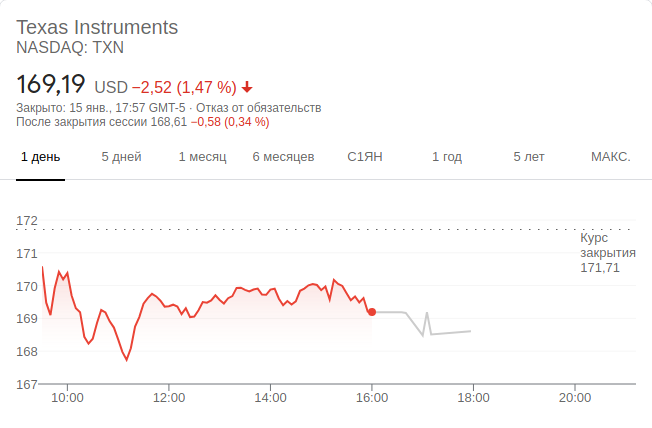 Texas Instruments
NASDAQ: TXN
169,19 USD −2,52 (1,47 %)
Закрыто: 15 янв., 17:57 GMT-5 · Отказ от обязательств
После закрытия сессии 168,61 −0,58 (0,34 %)
1 день 5 дней 1 месяц 6 месяцев С1ЯН 1 год 5 лет МАКС.
172
Курс
закрытия
171,71
171
170
169
168
167
10:00 12:00 14:00 16:00 18:00 20:00